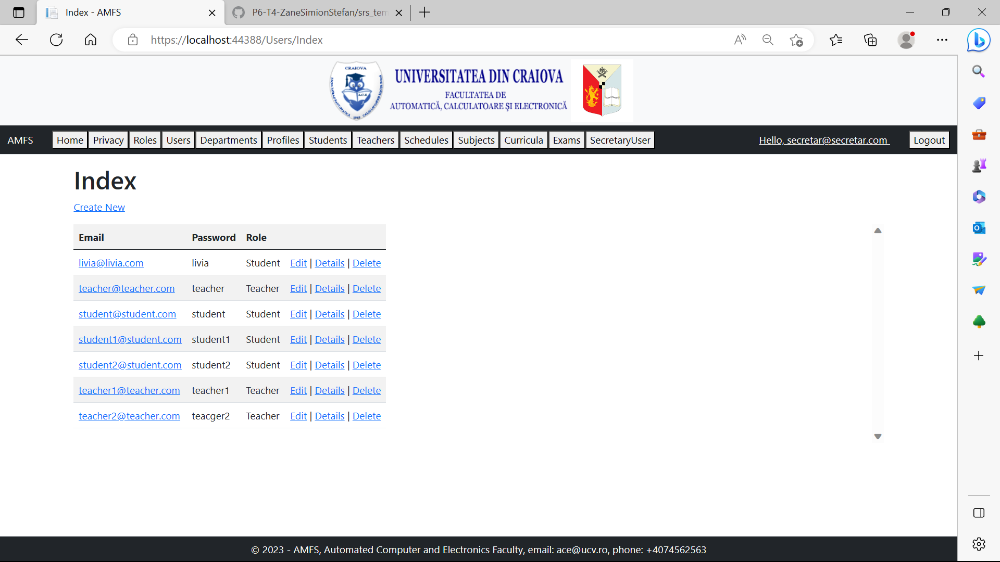 Index - AMFS
P6-T4-ZaneSimionStefan/srs_tem
https://localhost:44388/Users/Index
CRAIOVA
A.C.E
1965
UNIVERSITATEA DIN CRAIOVA
FACULTATEA DE
AUTOMATICĂ, CALCULATOARE ȘI ELECTRONICĂ
AMFS Home Privacy Roles Users Departments Profiles Students Teachers Schedules Subjects Curricula Exams SecretaryUser Hello, secretar@secretar.com Logout
Index
Create New
Email Password Role
livia@livia.com livia Student Edit | Details | Delete
teacher@teacher.com teacher Teacher Edit | Details | Delete
student@student.com student Student Edit | Details | Delete
student1@student.com student1 Student Edit | Details | Delete
student2@student.com student2 Student Edit | Details | Delete
teacher1@teacher.com teacher1 Teacher Edit | Details | Delete
teacher2@teacher.com teacger2 Teacher Edit | Details | Delete
© 2023 - AMFS, Automated Computer and Electronics Faculty, email: ace@ucv.ro, phone: +4074562563